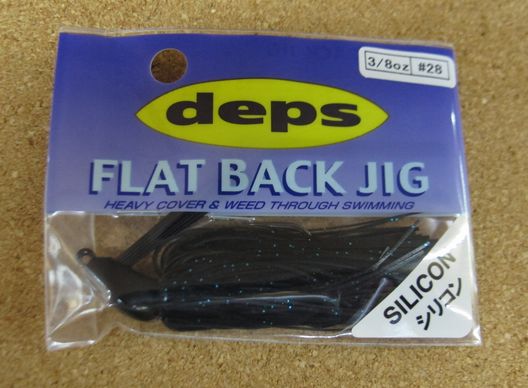 3/8oz #28
deps
FLAT BACK JIG
HEAVY COVER & WEED THROUGH SWIMMING
SILICON
シリコン